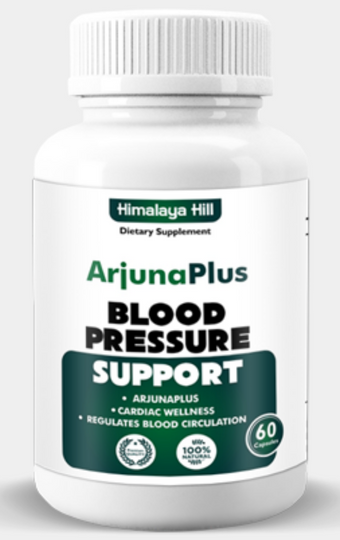 Himalaya Hill
Dietary Supplement
ArjunaPlus
BLOOD
PRESSURE
SUPPORT
• ARJUNAPLUS
• CARDIAC WELLNESS
• REGULATES BLOOD CIRCULATION
100%
NATURAL
60
Capsules